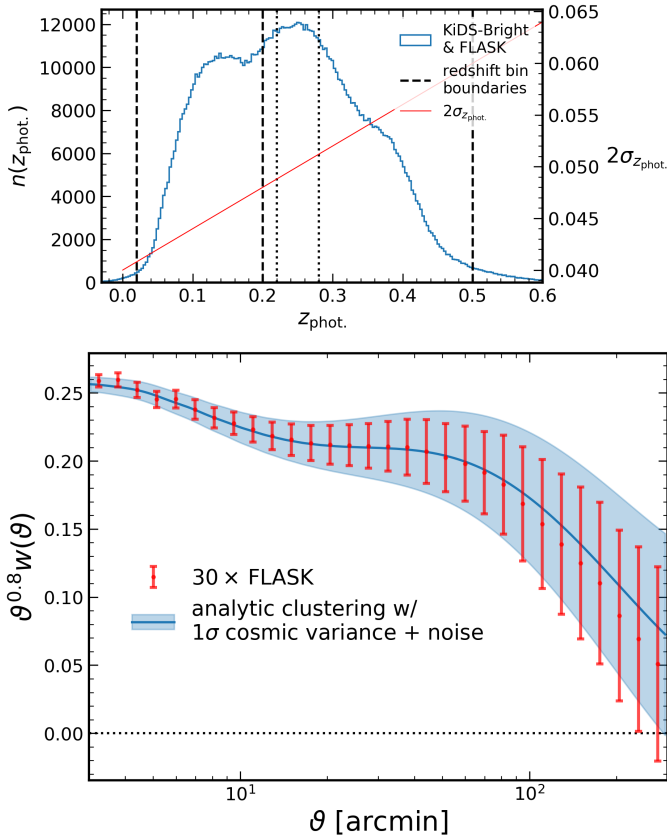 12000
10000
8000
6000
4000
2000
0
n(z_phot.)
KiDS-Bright
& FLASK
redshift bin
boundaries
2σ_z_phot.
0.065
0.060
0.055
0.050
0.045
0.040
2σ_z_phot.
0.0 0.1 0.2 0.3 0.4 0.5 0.6
z_phot.
0.25
0.20
0.15
0.10
0.05
0.00
ϑ^0.8 w(ϑ)
30 × FLASK
analytic clustering w/
1σ cosmic variance + noise
10^1 10^2
ϑ [arcmin]